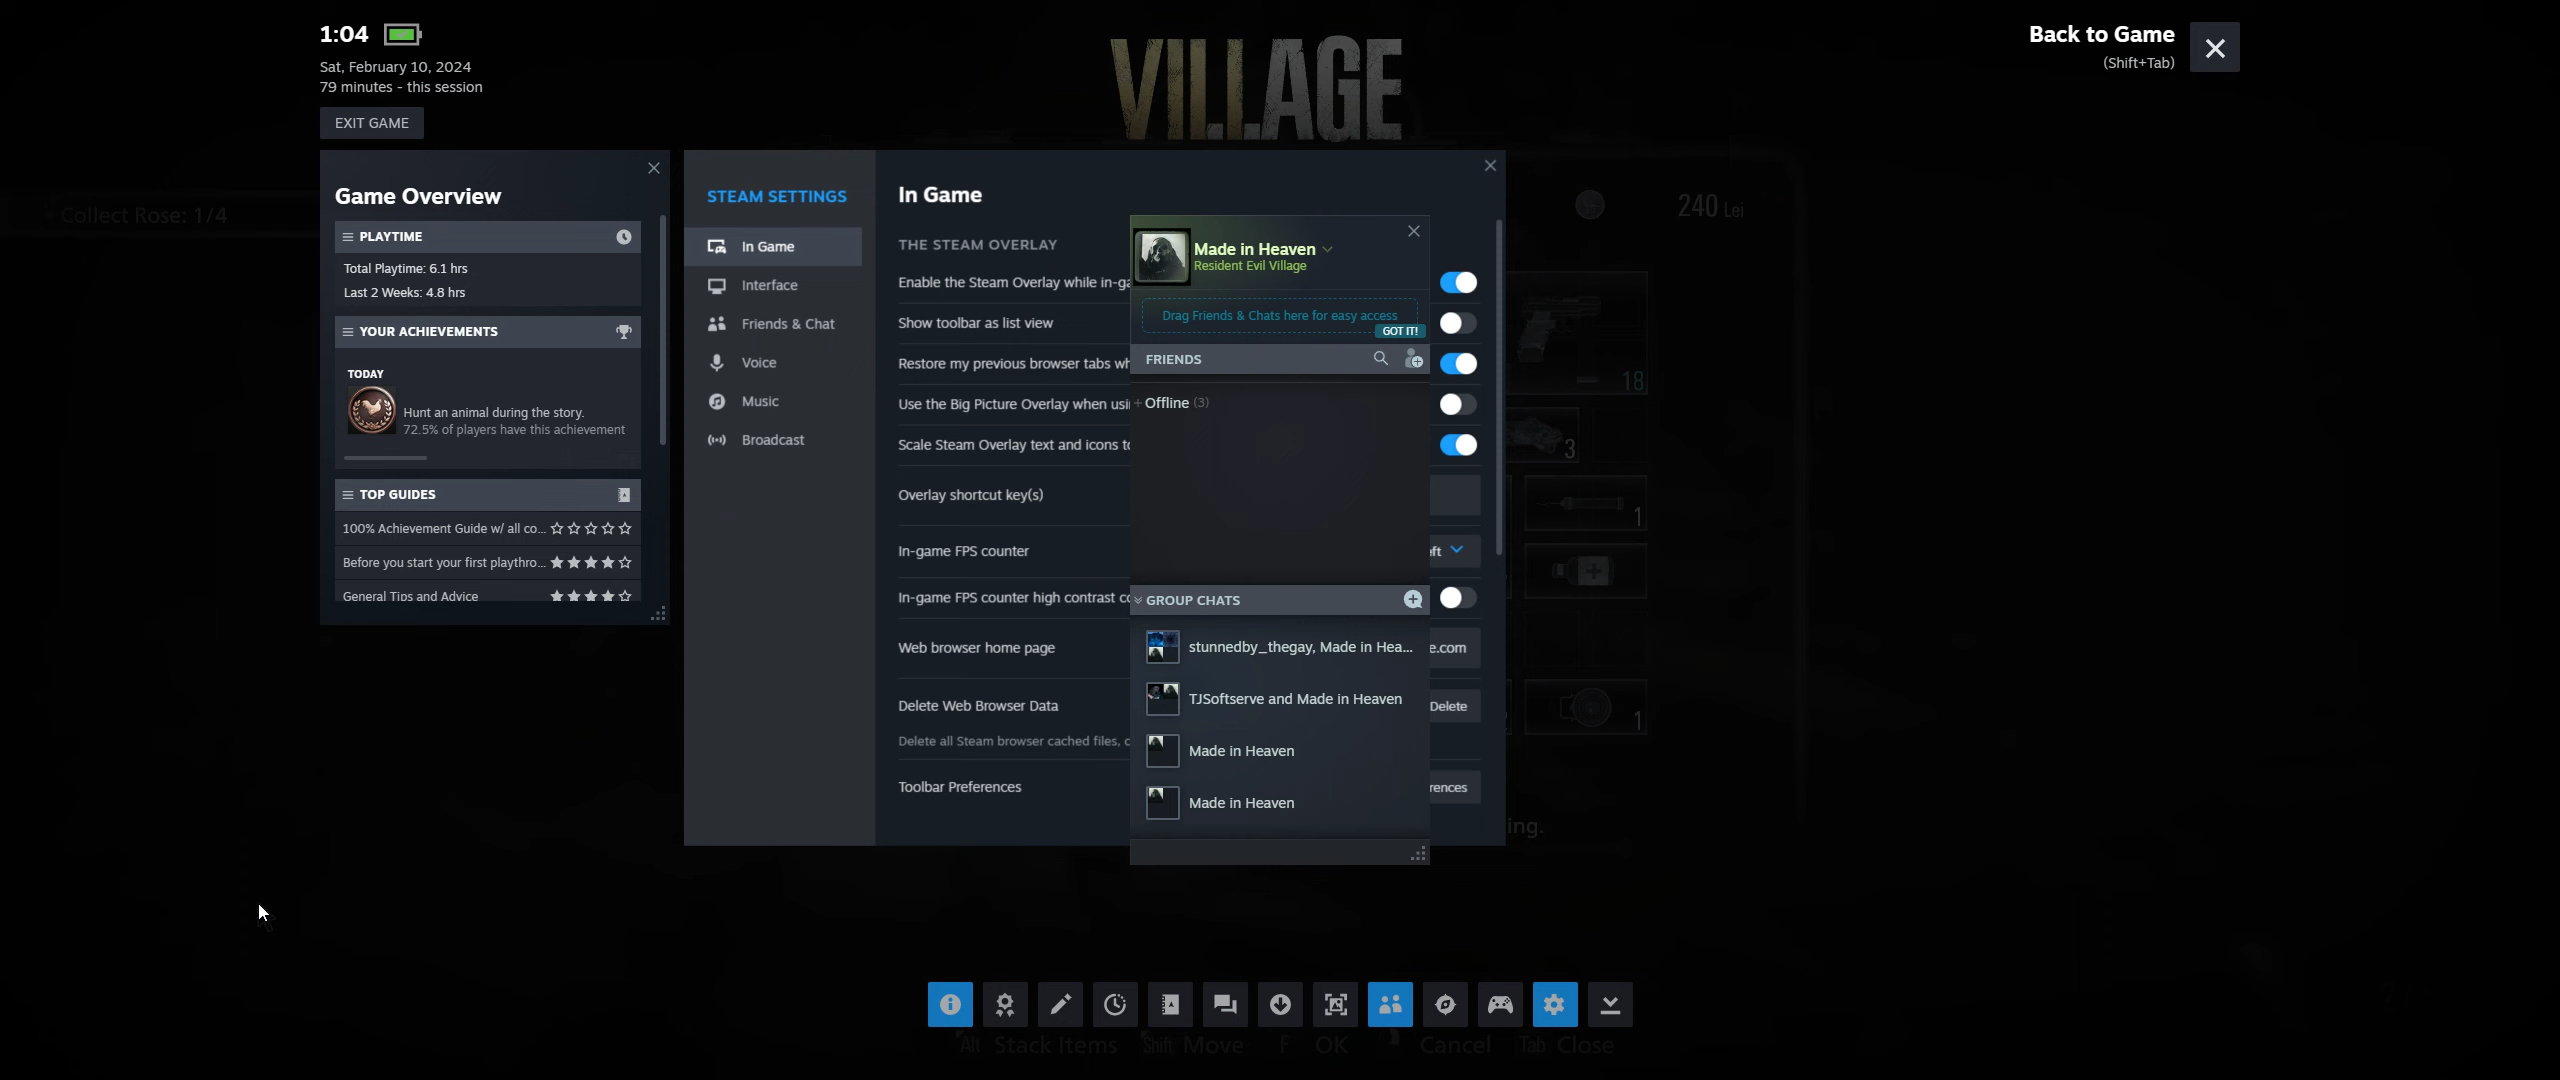 1:04
Sat, February 10, 2024
79 minutes - this session
EXIT GAME
VILLAGE
Back to Game
(Shift+Tab)
Collect Rose: 1/4
240 Lei
Game Overview
PLAYTIME
Total Playtime: 6.1 hrs
Last 2 Weeks: 4.8 hrs
YOUR ACHIEVEMENTS
TODAY
Hunt an animal during the story.
72.5% of players have this achievement
TOP GUIDES
100% Achievement Guide w/ all co...
Before you start your first playthro...
General Tips and Advice
STEAM SETTINGS
In Game
Interface
Friends & Chat
Voice
Music
Broadcast
In Game
THE STEAM OVERLAY
Enable the Steam Overlay while in-ga
Show toolbar as list view
Restore my previous browser tabs wh
Use the Big Picture Overlay when usi
Scale Steam Overlay text and icons to
Overlay shortcut key(s)
In-game FPS counter
eft
In-game FPS counter high contrast co
Web browser home page
e.com
Delete Web Browser Data
Delete
Delete all Steam browser cached files, c
Toolbar Preferences
rences
Made in Heaven
Resident Evil Village
Drag Friends & Chats here for easy access
GOT IT!
FRIENDS
Offline (3)
GROUP CHATS
stunnedby_thegay, Made in Hea...
TJSoftserve and Made in Heaven
Made in Heaven
Made in Heaven
18
3
1
1
ing.
Alt Stack Items Shift Move F OK Cancel Tab Close